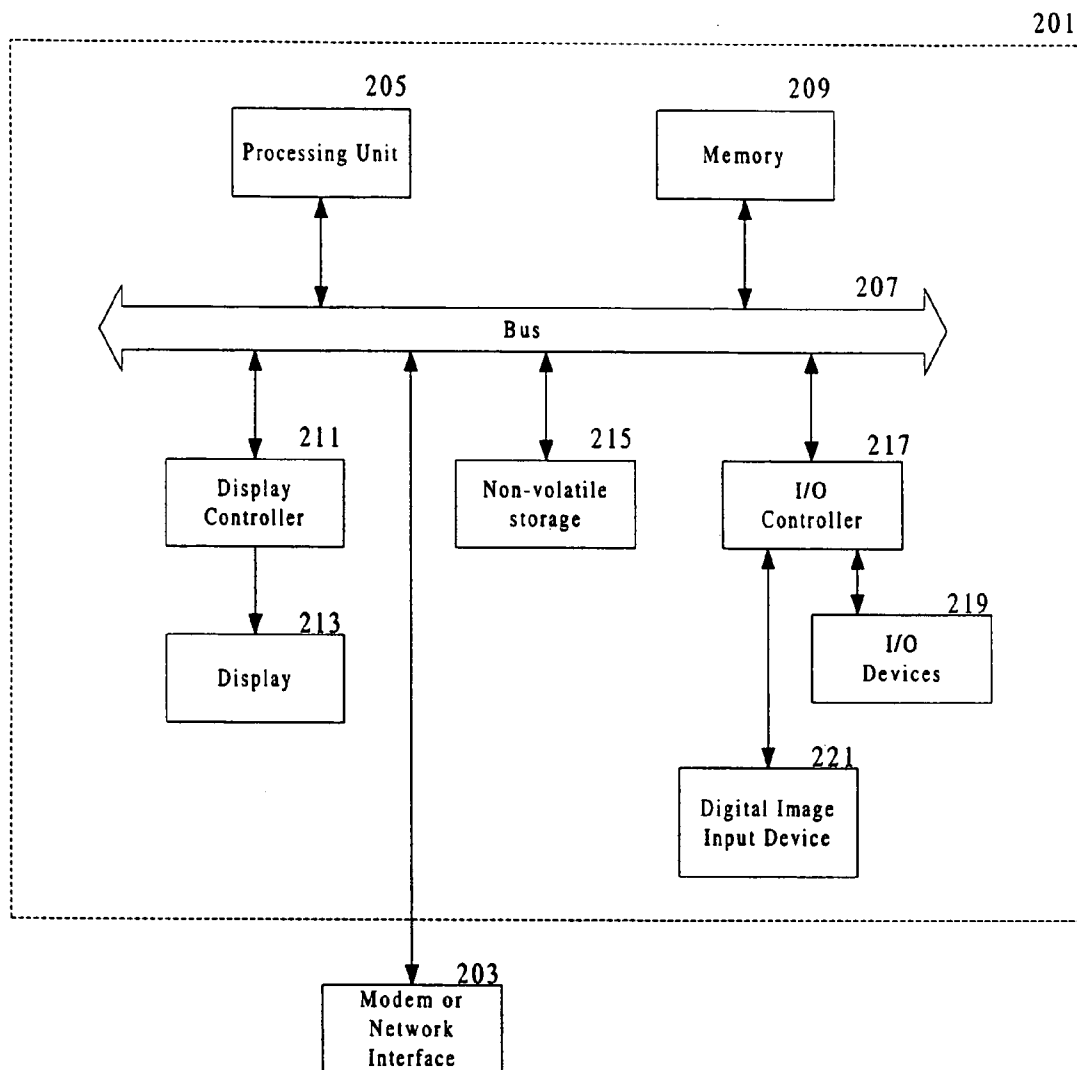 201
205
209
Processing Unit
Memory
207
Bus
211
215
217
Display
Controller
Non-volatile
storage
I/O
Controller
213
219
Display
I/O
Devices
221
Digital Image
Input Device
203
Modem or
Network
Interface